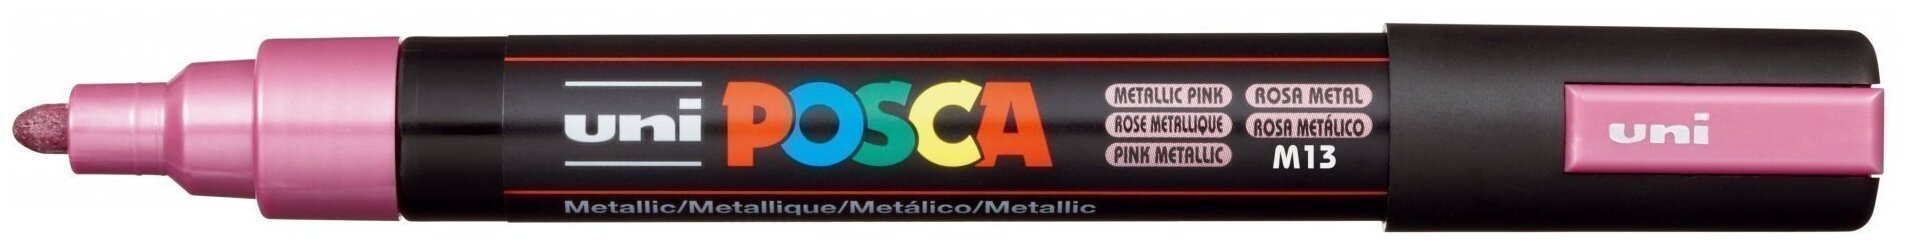 uni POSCA
METALLIC PINK
ROSE METALLIQUE
PINK METALLIC
ROSA METAL
ROSA METÁLICO
M13
Metallic/Metallique/Metálico/Metallic
uni